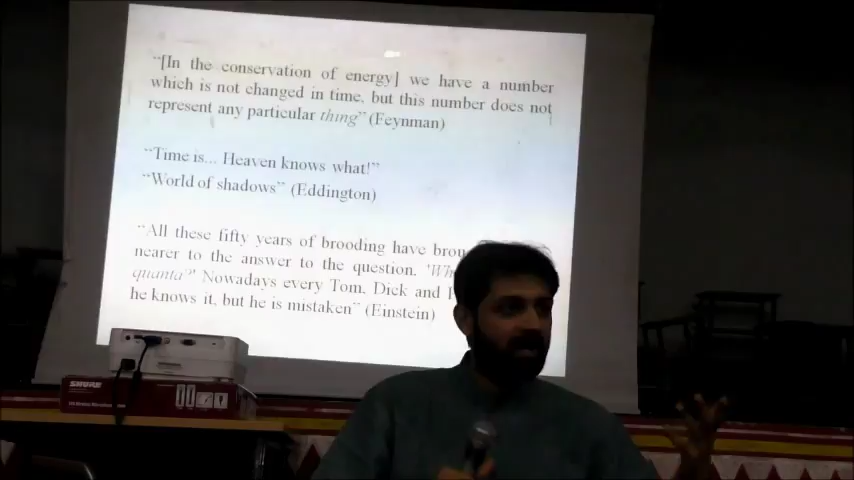 “[In the conservation of energy] we have a number
which is not changed in time, but this number does not
represent any particular thing” (Feynman)
“Time is... Heaven knows what!”
“World of shadows” (Eddington)
“All these fifty years of brooding have
nearer to the answer to the question.
quanta?' Nowadays every Tom, Dick and
he knows it, but he is mistaken” (Einstein)
SHURE